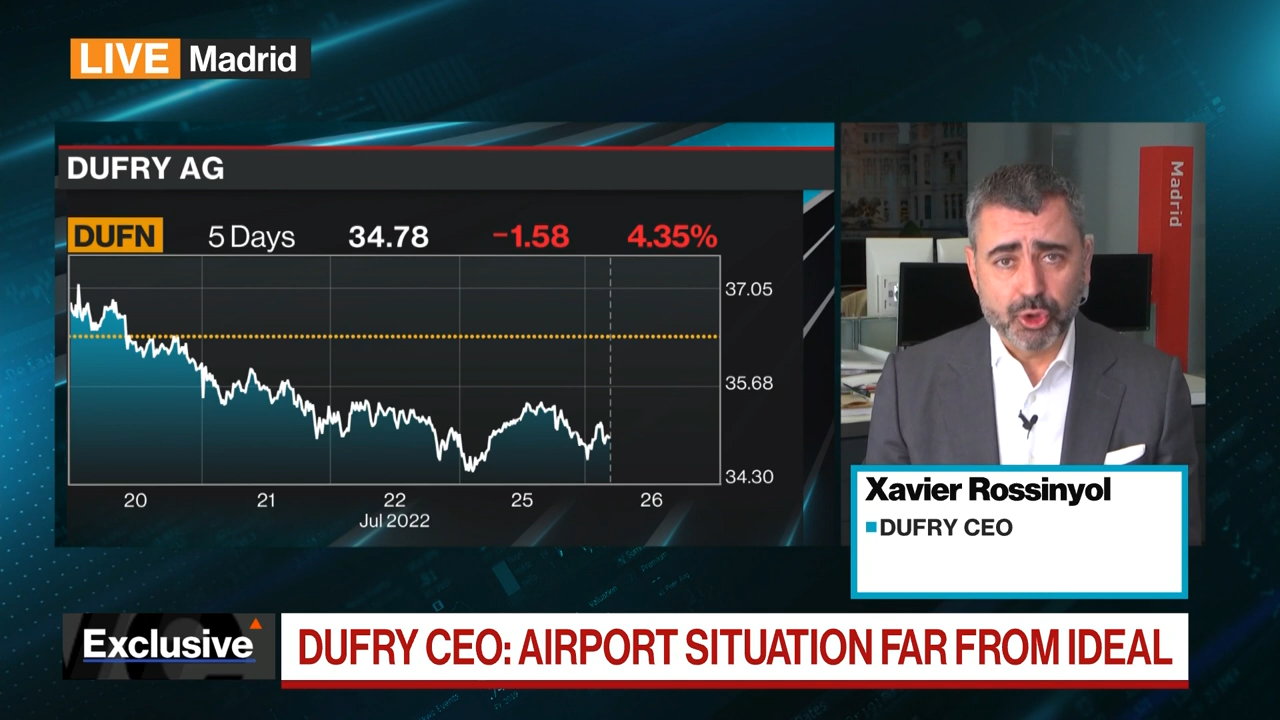 LIVE Madrid
DUFRY AG
DUFN 5 Days 34.78 −1.58 4.35%
37.05
35.68
34.30
20 21 22 25 26
Jul 2022
Madrid
Xavier Rossinyol
DUFRY CEO
Exclusive
DUFRY CEO: AIRPORT SITUATION FAR FROM IDEAL